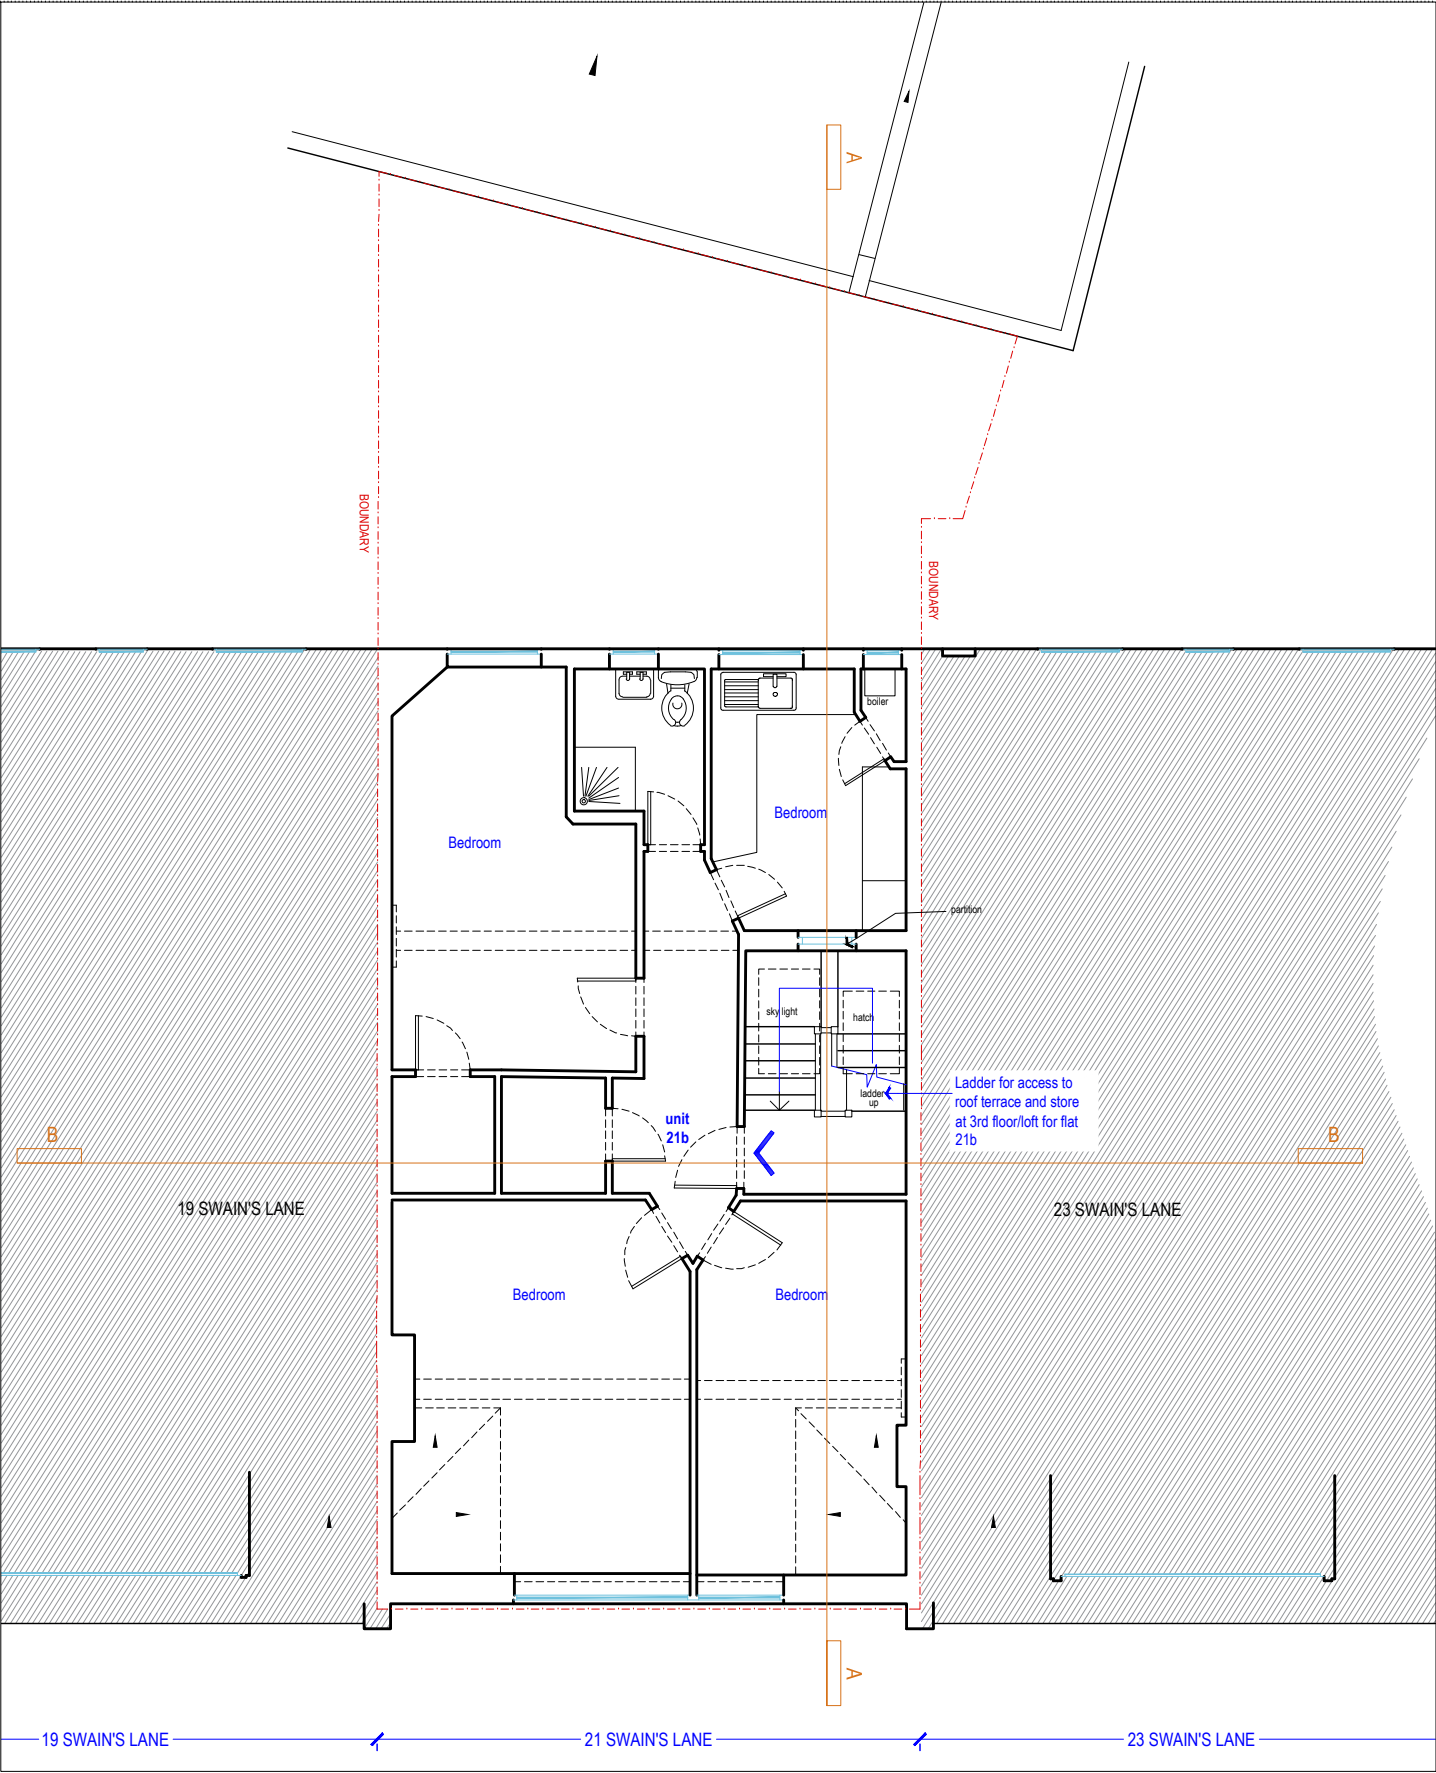 A
BOUNDARY
BOUNDARY
boiler
Bedroom
Bedroom
partition
sky light
hatch
ladder
up
Ladder for access to
roof terrace and store
at 3rd floor/loft for flat
21b
unit
21b
B
B
19 SWAIN'S LANE
23 SWAIN'S LANE
Bedroom
Bedroom
A
19 SWAIN'S LANE
21 SWAIN'S LANE
23 SWAIN'S LANE